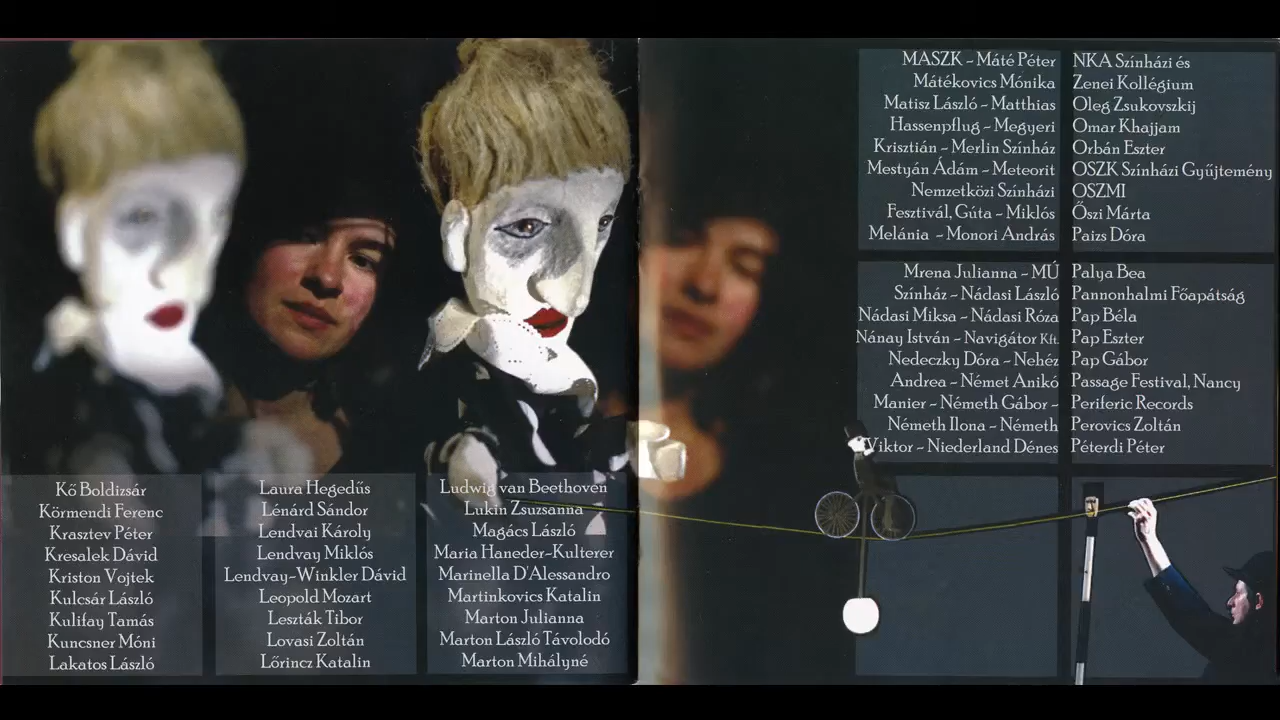 Kő Boldizsár
Körmendi Ferenc
Krasztev Péter
Kresalek Dávid
Kriston Vojtek
Kulcsár László
Kulifay Tamás
Kuncsner Móni
Lakatos László
Laura Hegedűs
Lénárd Sándor
Lendvai Károly
Lendvay Miklós
Lendvay-Winkler Dávid
Leopold Mozart
Leszták Tibor
Lovasi Zoltán
Lőrincz Katalin
Ludwig van Beethoven
Lukin Zsuzsanna
Magács László
Maria Haneder-Kulterer
Marinella D'Alessandro
Martinkovics Katalin
Marton Julianna
Marton László Távolodó
Marton Mihályné
MASZK - Máté Péter
Mátékovics Mónika
Matisz László - Matthias
Hassenpflug - Megyeri
Krisztián - Merlin Színház
Mestyán Ádám - Meteorit
Nemzetközi Színházi
Fesztivál, Gúta - Miklós
Melánia - Monori András
Mrena Julianna - MÚ
Színház - Nádasi László
Nádasi Miksa - Nádasi Róza
Nánay István - Navigátor Kft.
Nedeczky Dóra - Nehéz
Andrea - Német Anikó
Manier - Németh Gábor -
Németh Ilona - Németh
Viktor - Niederland Dénes
NKA Színházi és
Zenei Kollégium
Oleg Zsukovszkij
Omar Khajjam
Orbán Eszter
OSZK Színházi Gyűjtemény
OSZMI
Őszi Márta
Paizs Dóra
Palya Bea
Pannonhalmi Főapátság
Pap Béla
Pap Eszter
Pap Gábor
Passage Festival, Nancy
Periferic Records
Perovics Zoltán
Péterdi Péter